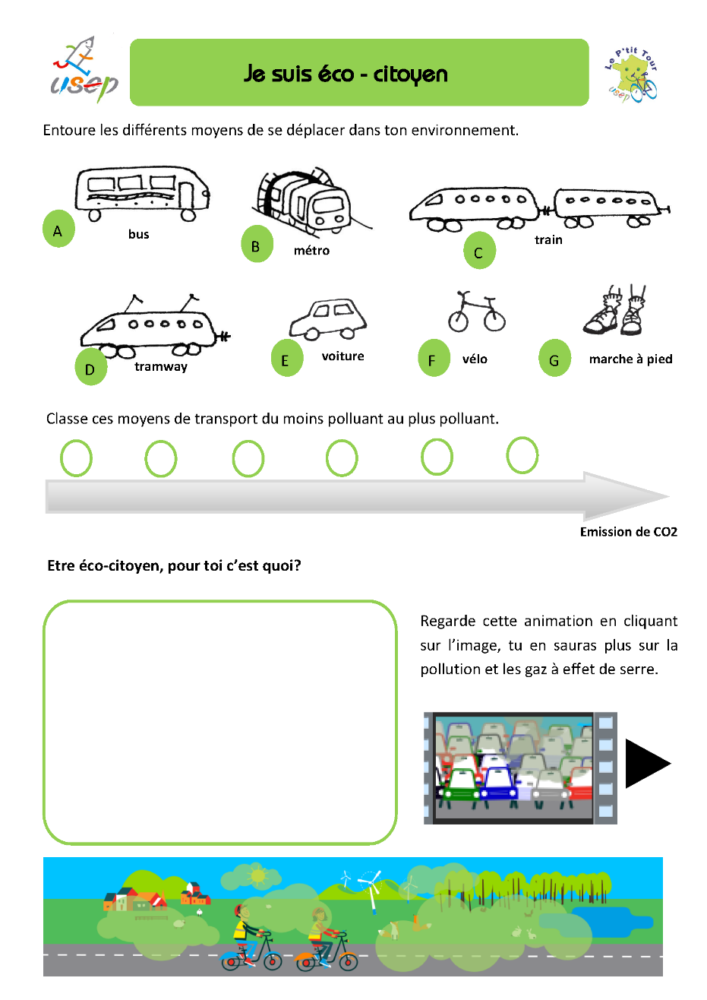 usep
Je suis éco - citoyen
Le P'tit Tour
usep
Entoure les différents moyens de se déplacer dans ton environnement.
A
bus
B
métro
C
train
D
tramway
E
voiture
F
vélo
G
marche à pied
Classe ces moyens de transport du moins polluant au plus polluant.
Emission de CO2
Etre éco-citoyen, pour toi c'est quoi?
Regarde cette animation en cliquant
sur l'image, tu en sauras plus sur la
pollution et les gaz à effet de serre.